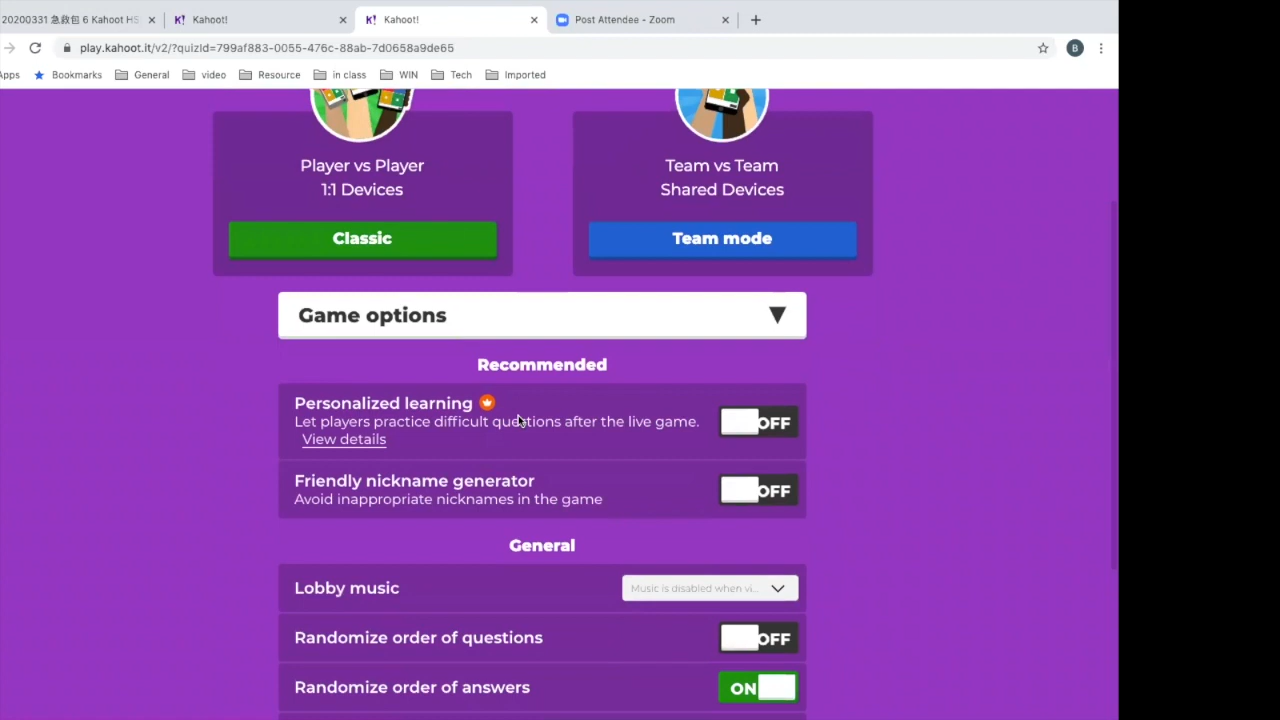 20200331 急救包 6 Kahoot HS
Kahoot!
Kahoot!
Post Attendee - Zoom
play.kahoot.it/v2/?quizId=799af883-0055-476c-88ab-7d0658a9de65
B
Apps Bookmarks General video Resource in class WIN Tech Imported
Player vs Player
1:1 Devices
Classic
Team vs Team
Shared Devices
Team mode
Game options
Recommended
Personalized learning
Let players practice difficult questions after the live game.
View details
OFF
Friendly nickname generator
Avoid inappropriate nicknames in the game
OFF
General
Lobby music
Music is disabled when vi...
Randomize order of questions
OFF
Randomize order of answers
ON